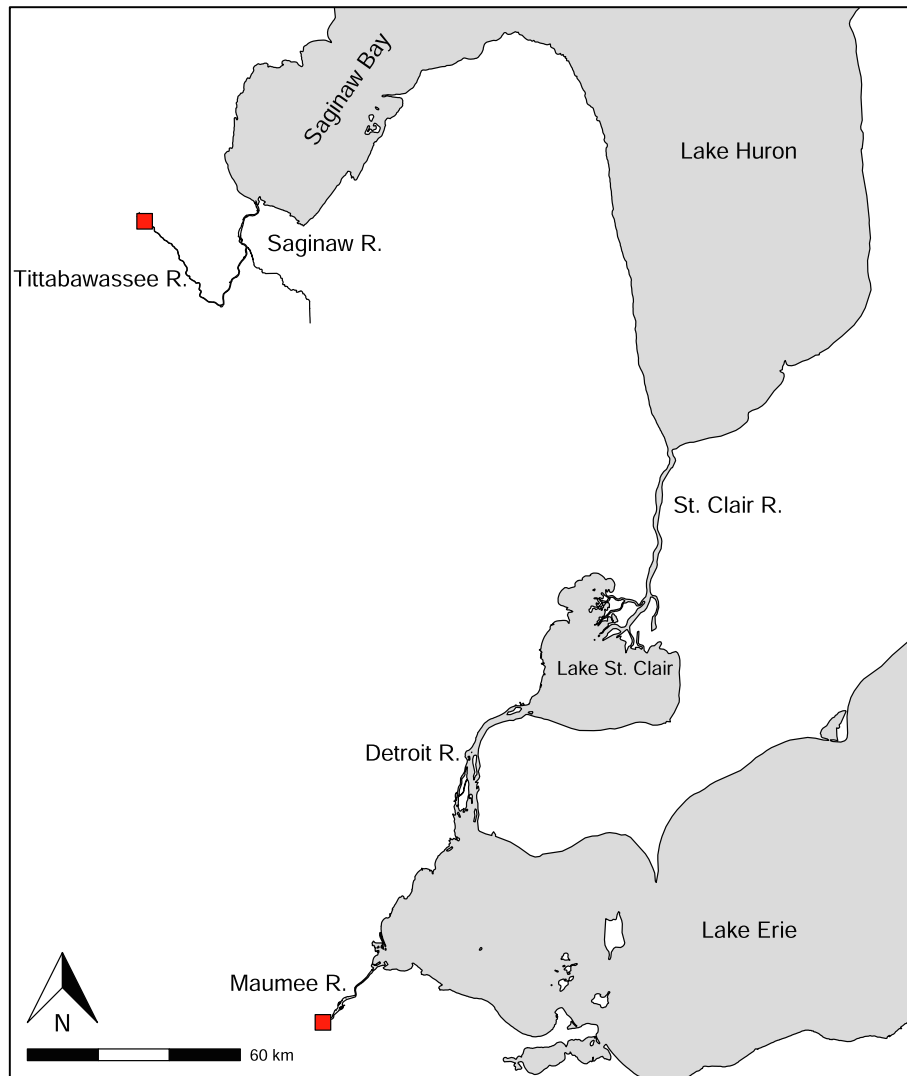 Saginaw Bay
Lake Huron
Saginaw R.
Tittabawassee R.
St. Clair R.
Lake St. Clair
Detroit R.
Lake Erie
Maumee R.
N
60 km